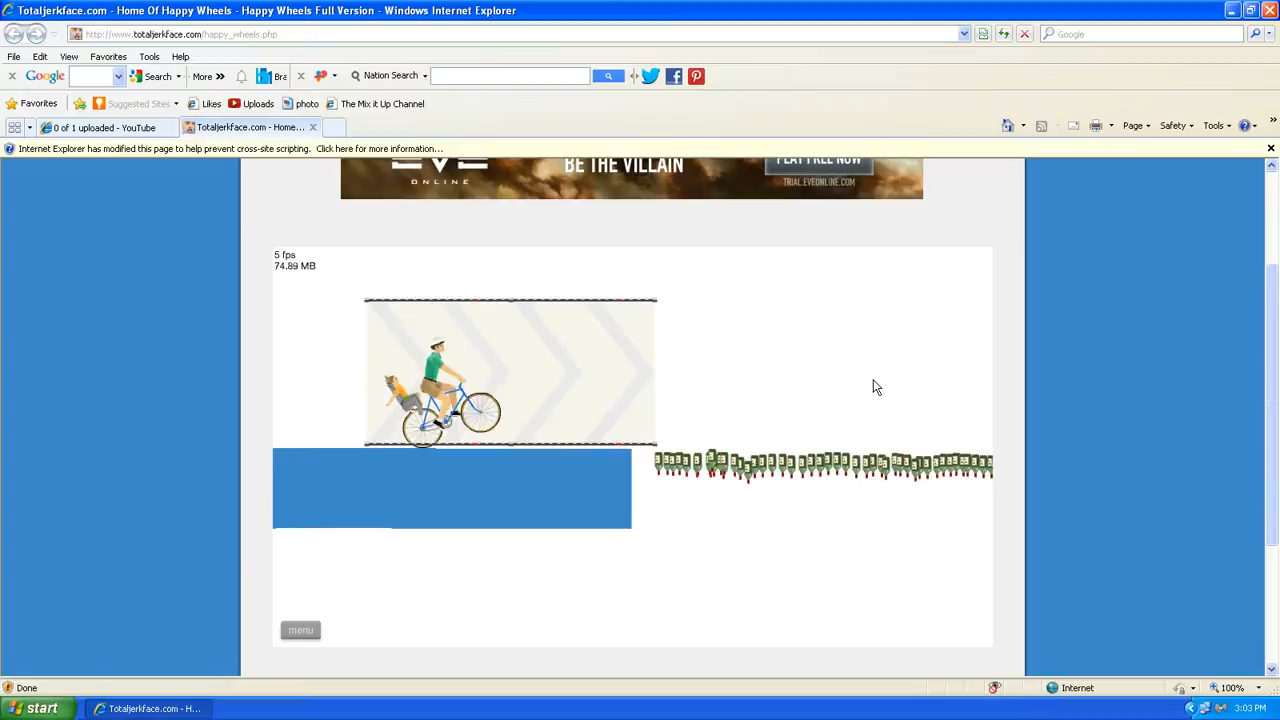 Totaljerkface.com - Home Of Happy Wheels - Happy Wheels Full Version - Windows Internet Explorer
http://www.totaljerkface.com/happy_wheels.php
Google
File Edit View Favorites Tools Help
Google Search More Bra Nation Search
Favorites Suggested Sites Likes Uploads photo The Mix it Up Channel
0 of 1 uploaded - YouTube Totaljerkface.com - Home... Page Safety Tools
Internet Explorer has modified this page to help prevent cross-site scripting. Click here for more information...
EVE
ONLINE
BE THE VILLAIN
PLAY FREE NOW
TRIAL.EVEONLINE.COM
5 fps
74.89 MB
menu
Done Internet 100%
start Totaljerkface.com - H... 3:03 PM